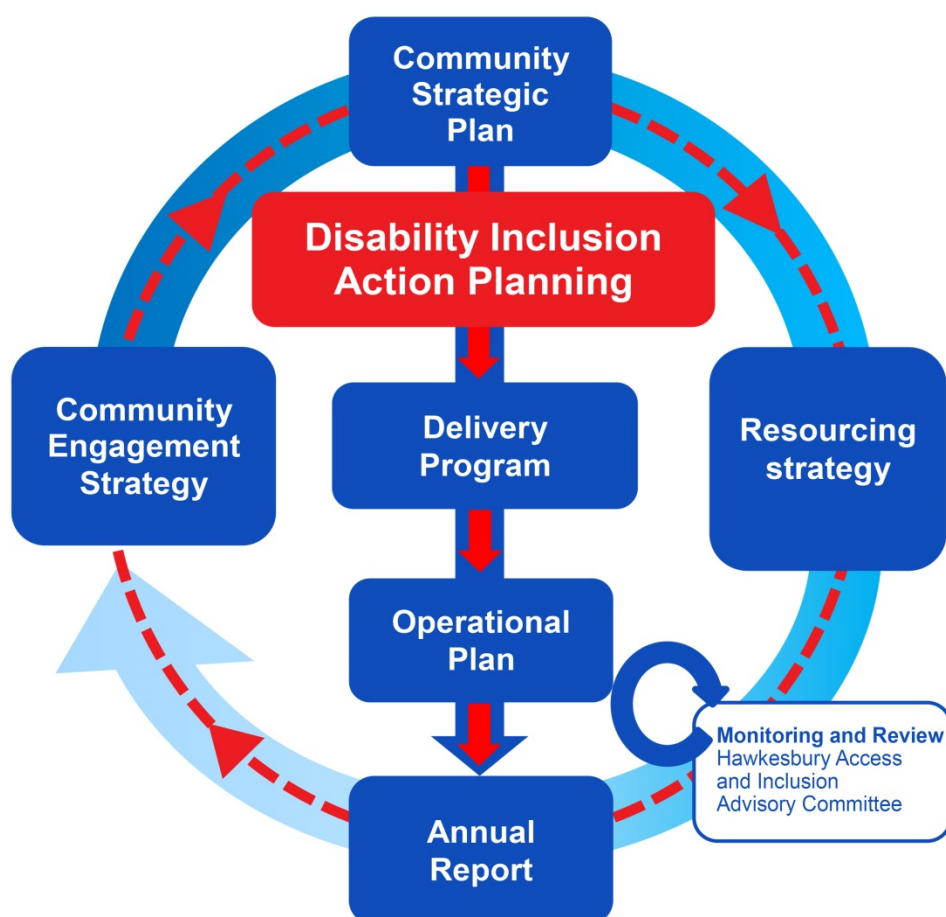 Community
Strategic
Plan
Disability Inclusion
Action Planning
Community
Engagement
Strategy
Delivery
Program
Resourcing
strategy
Operational
Plan
Monitoring and Review
Hawkesbury Access
and Inclusion
Advisory Committee
Annual
Report